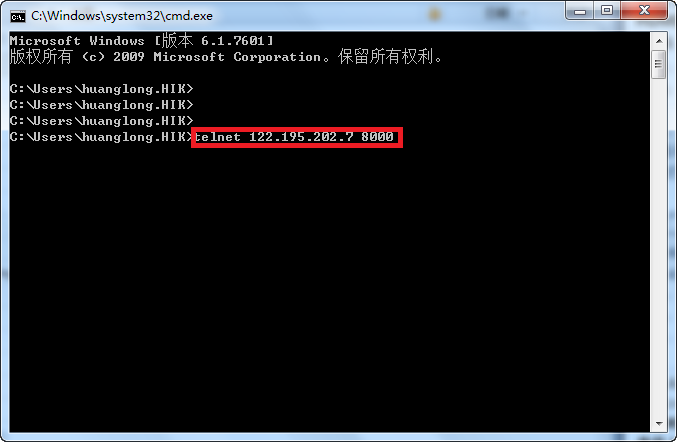 C:\Windows\system32\cmd.exe
Microsoft Windows [版本 6.1.7601]
版权所有 (c) 2009 Microsoft Corporation。保留所有权利。
C:\Users\huanglong.HIK>
C:\Users\huanglong.HIK>
C:\Users\huanglong.HIK>
C:\Users\huanglong.HIK>telnet 122.195.202.7 8000